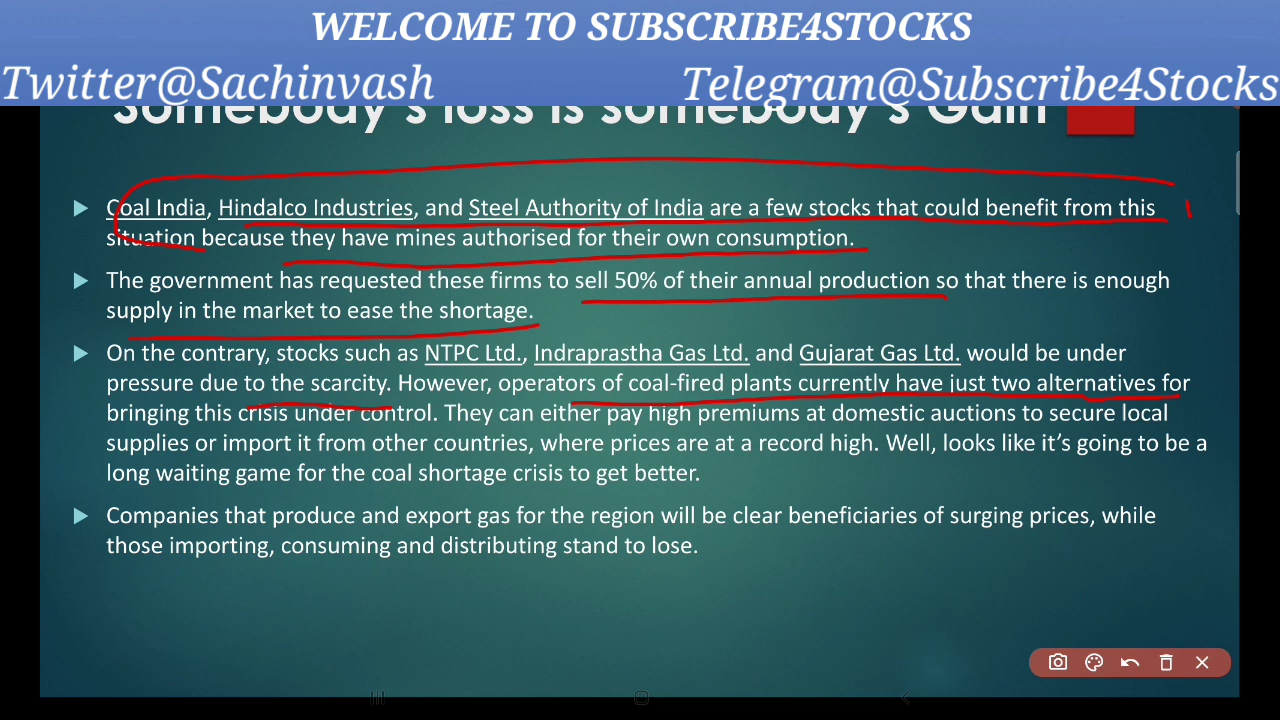 WELCOME TO SUBSCRIBE4STOCKS
Twitter@Sachinvash
Telegram@Subscribe4Stocks
Somebody's loss is somebody's Gain
Coal India, Hindalco Industries, and Steel Authority of India are a few stocks that could benefit from this
situation because they have mines authorised for their own consumption.
The government has requested these firms to sell 50% of their annual production so that there is enough
supply in the market to ease the shortage.
On the contrary, stocks such as NTPC Ltd., Indraprastha Gas Ltd. and Gujarat Gas Ltd. would be under
pressure due to the scarcity. However, operators of coal-fired plants currently have just two alternatives for
bringing this crisis under control. They can either pay high premiums at domestic auctions to secure local
supplies or import it from other countries, where prices are at a record high. Well, looks like it's going to be a
long waiting game for the coal shortage crisis to get better.
Companies that produce and export gas for the region will be clear beneficiaries of surging prices, while
those importing, consuming and distributing stand to lose.